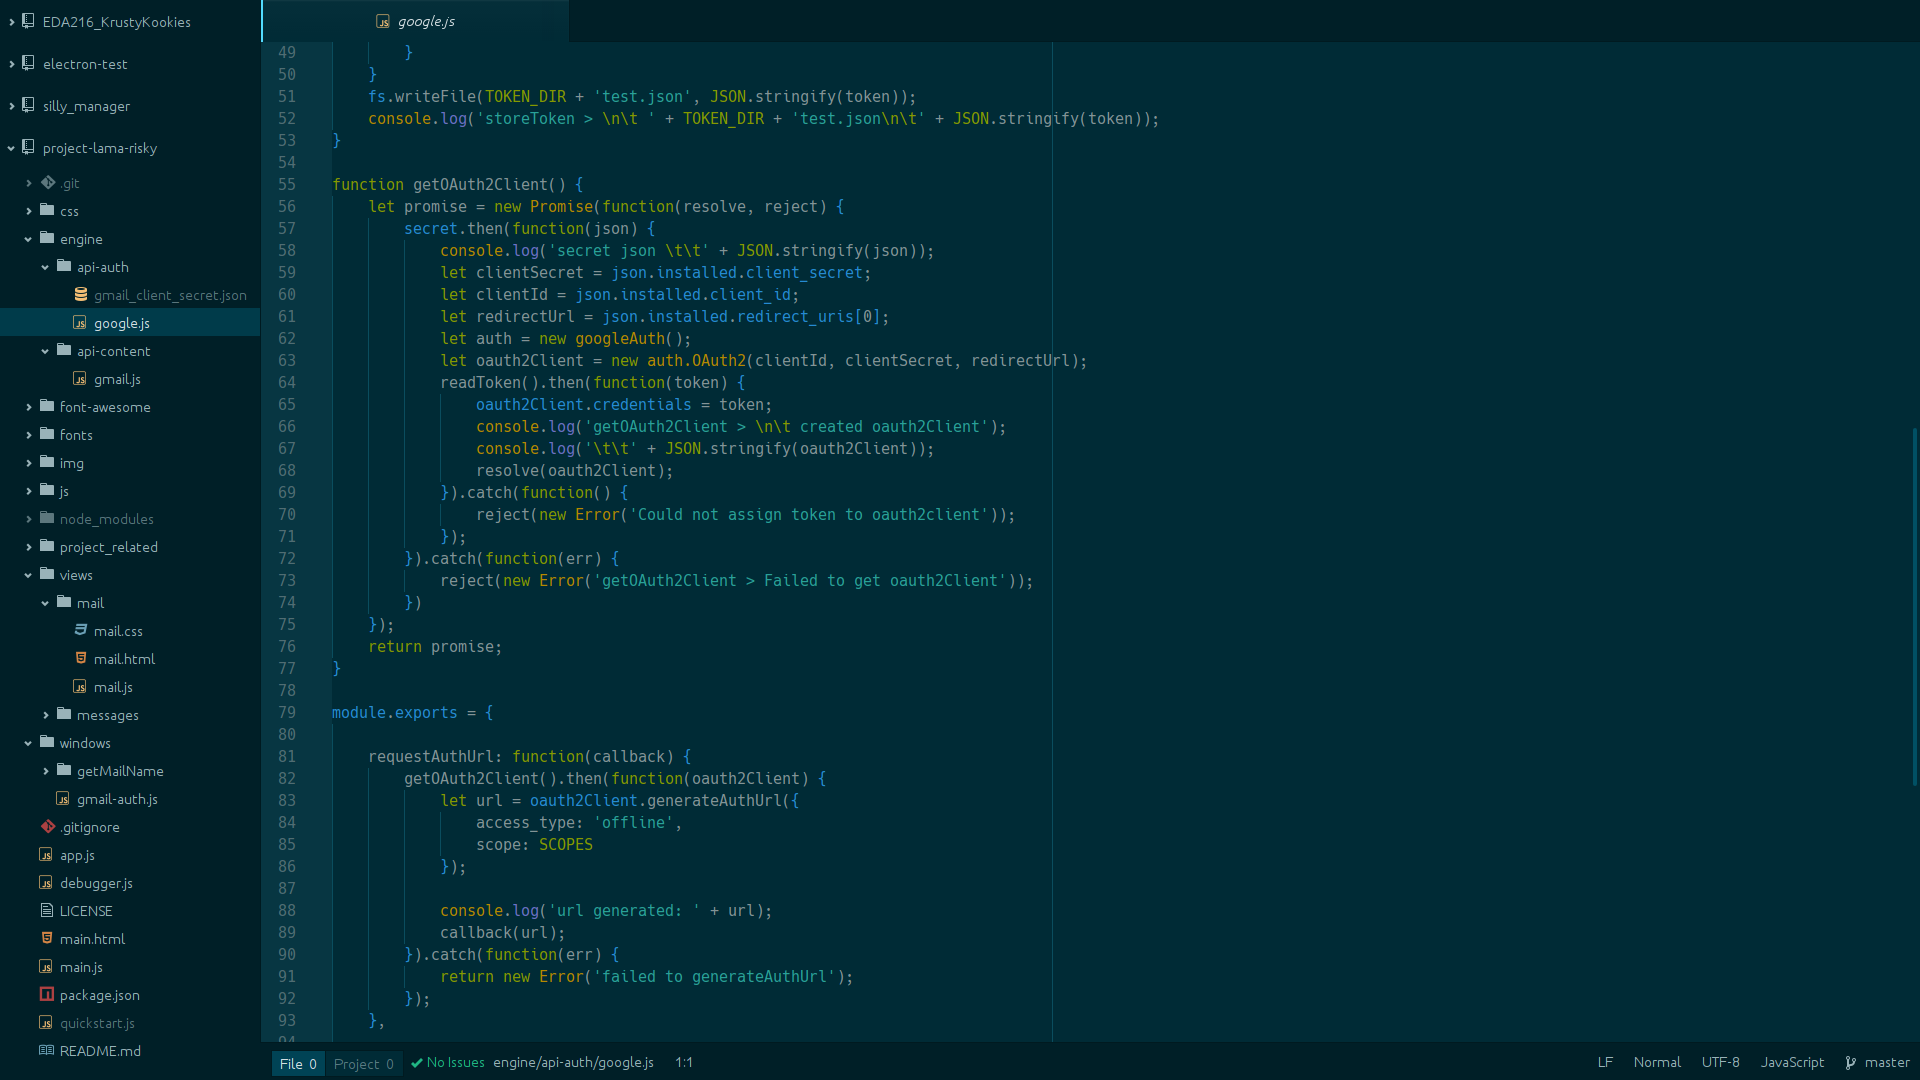 EDA216_KrustyKookies
electron-test
silly_manager
project-lama-risky
.git
css
engine
api-auth
gmail_client_secret.json
google.js
api-content
gmail.js
font-awesome
fonts
img
js
node_modules
project_related
views
mail
mail.css
mail.html
mail.js
messages
windows
getMailName
gmail-auth.js
.gitignore
app.js
debugger.js
LICENSE
main.html
main.js
package.json
quickstart.js
README.md
google.js
49         }
50     }
51     fs.writeFile(TOKEN_DIR + 'test.json', JSON.stringify(token));
52     console.log('storeToken > \n\t ' + TOKEN_DIR + 'test.json\n\t' + JSON.stringify(token));
53 }
54
55 function getOAuth2Client() {
56     let promise = new Promise(function(resolve, reject) {
57         secret.then(function(json) {
58             console.log('secret json \t\t' + JSON.stringify(json));
59             let clientSecret = json.installed.client_secret;
60             let clientId = json.installed.client_id;
61             let redirectUrl = json.installed.redirect_uris[0];
62             let auth = new googleAuth();
63             let oauth2Client = new auth.OAuth2(clientId, clientSecret, redirectUrl);
64             readToken().then(function(token) {
65                 oauth2Client.credentials = token;
66                 console.log('getOAuth2Client > \n\t created oauth2Client');
67                 console.log('\t\t' + JSON.stringify(oauth2Client));
68                 resolve(oauth2Client);
69             }).catch(function() {
70                 reject(new Error('Could not assign token to oauth2client'));
71             });
72         }).catch(function(err) {
73             reject(new Error('getOAuth2Client > Failed to get oauth2Client'));
74         })
75     });
76     return promise;
77 }
78
79 module.exports = {
80
81     requestAuthUrl: function(callback) {
82         getOAuth2Client().then(function(oauth2Client) {
83             let url = oauth2Client.generateAuthUrl({
84                 access_type: 'offline',
85                 scope: SCOPES
86             });
87
88             console.log('url generated: ' + url);
89             callback(url);
90         }).catch(function(err) {
91             return new Error('failed to generateAuthUrl');
92         });
93     },
94
File 0 Project 0 No Issues engine/api-auth/google.js 1:1 LF Normal UTF-8 JavaScript master